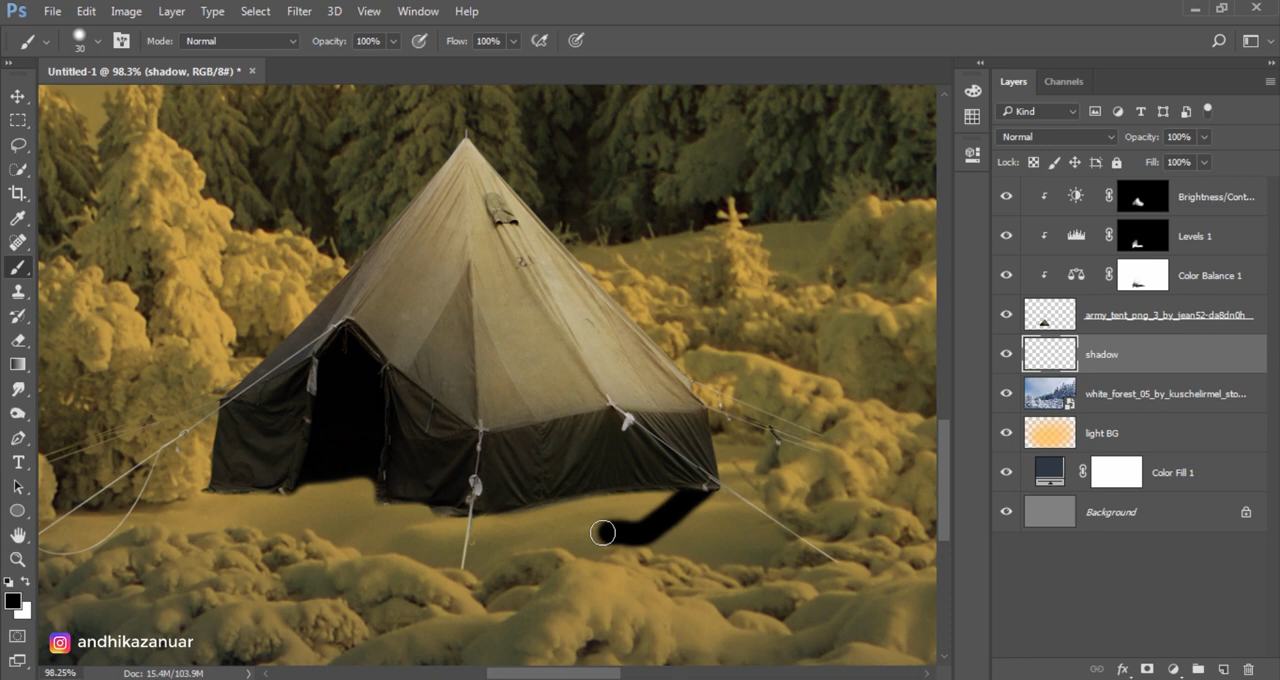 Ps File Edit Image Layer Type Select Filter 3D View Window Help
30 Mode: Normal Opacity: 100% Flow: 100%
Untitled-1 @ 98.3% (shadow, RGB/8#) * ×
Layers Channels
Kind
Normal Opacity: 100%
Lock: Fill: 100%
Brightness/Cont...
Levels 1
Color Balance 1
army_tent_png_3_by_jean52-da8dn0h
shadow
white_forest_05_by_kuschelirmel_sto...
light BG
Color Fill 1
Background
andhikazanuar
98.25% Doc: 15.4M/103.9M